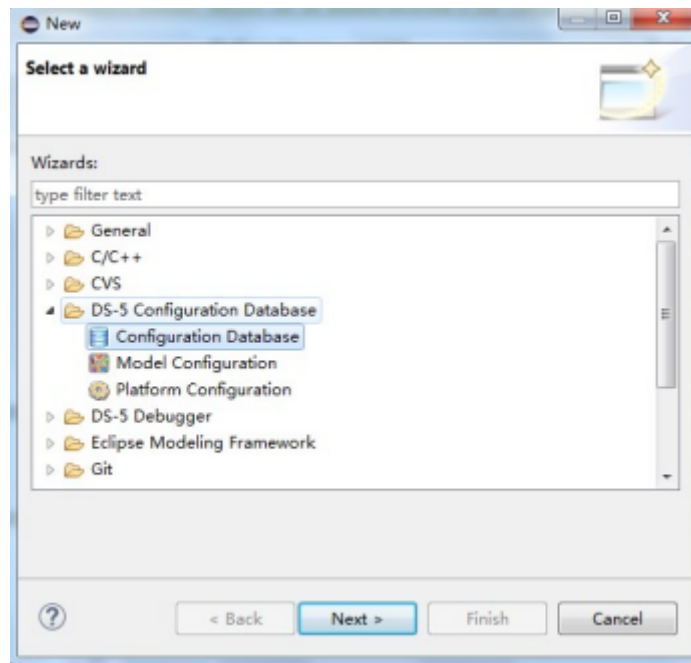 New
Select a wizard
Wizards:
type filter text
General
C/C++
CVS
DS-5 Configuration Database
Configuration Database
Model Configuration
Platform Configuration
DS-5 Debugger
Eclipse Modeling Framework
Git
?
< Back Next > Finish Cancel